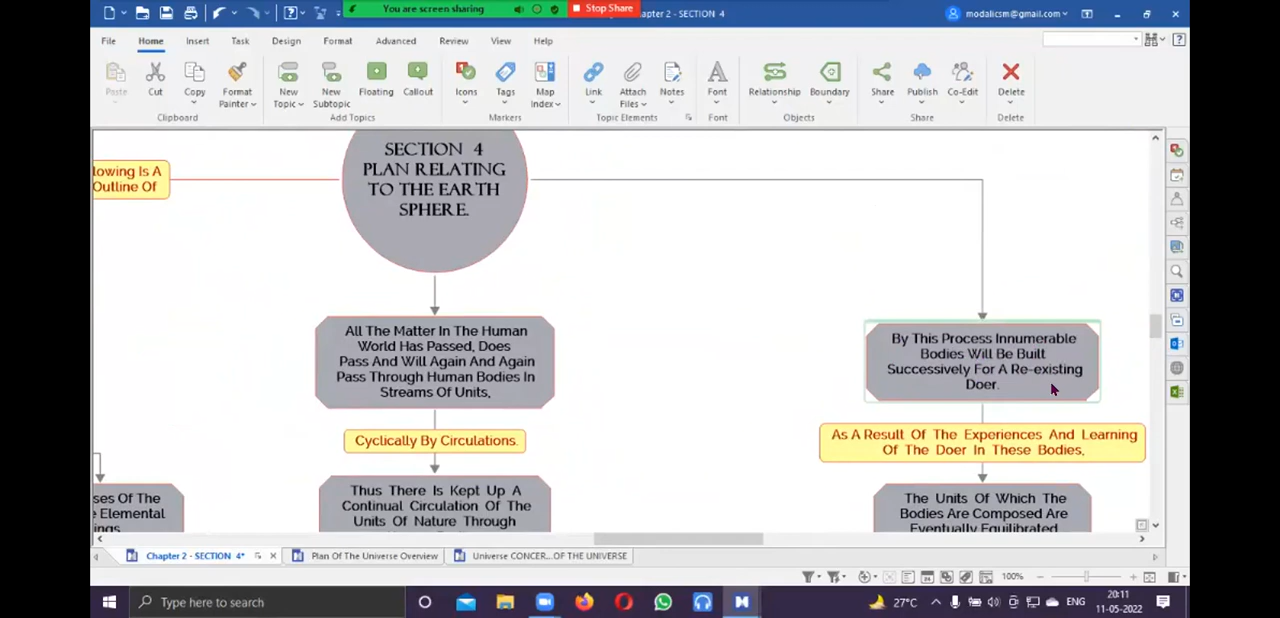 You are screen sharing
Stop Share
apter 2 - SECTION 4
modalicsm@gmail.com
File
Home
Insert
Task
Design
Format
Advanced
Review
View
Help
Paste
Cut
Copy
Format
Painter
New
Topic
New
Subtopic
Floating
Callout
Icons
Tags
Map
Index
Link
Attach
Files
Notes
Font
Relationship
Boundary
Share
Publish
Co-Edit
Delete
Clipboard
Add Topics
Markers
Topic Elements
Font
Objects
Share
Delete
SECTION 4
PLAN RELATING
TO THE EARTH
SPHERE.
lowing Is A
Outline Of
All The Matter In The Human
World Has Passed, Does
Pass And Will Again And Again
Pass Through Human Bodies In
Streams Of Units,
Cyclically By Circulations.
Thus There Is Kept Up A
Continual Circulation Of The
Units Of Nature Through
By This Process Innumerable
Bodies Will Be Built
Successively For A Re-existing
Doer.
As A Result Of The Experiences And Learning
Of The Doer In These Bodies,
The Units Of Which The
Bodies Are Composed Are
Eventually Equilibrated
ses Of The
e Elemental
ings
Chapter 2 - SECTION 4*
Plan Of The Universe Overview
Universe CONCER...OF THE UNIVERSE
100%
Type here to search
27°C
ENG
20:11
11-05-2022